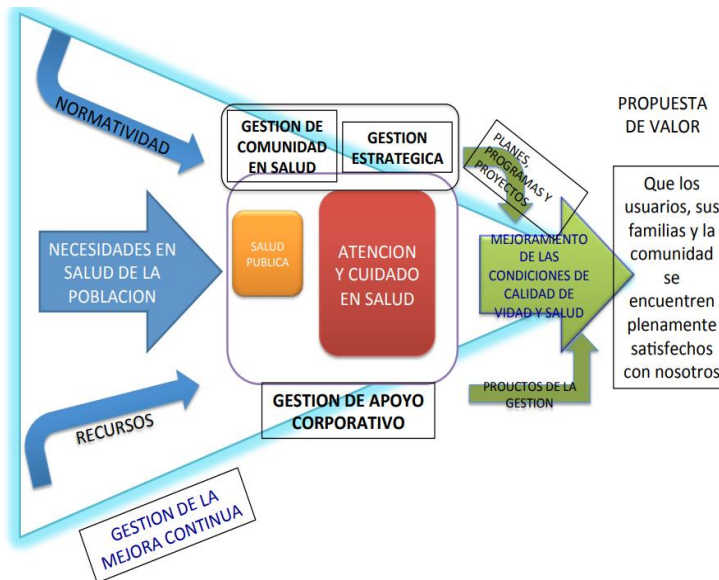 NORMATIVIDAD
GESTION DE
COMUNIDAD
EN SALUD
GESTION
ESTRATEGICA
PLANES,
PROGRAMAS Y
PROYECTOS
PROPUESTA
DE VALOR
NECESIDADES EN
SALUD DE LA
POBLACION
SALUD
PUBLICA
ATENCION
Y CUIDADO
EN SALUD
MEJORAMIENTO
DE LAS
CONDICIONES DE
CALIDAD DE
VIDAD Y SALUD
Que los
usuarios, sus
familias y la
comunidad
se
encuentren
plenamente
satisfechos
con nosotros
RECURSOS
GESTION DE APOYO
CORPORATIVO
PROUCTOS DE LA
GESTION
GESTION DE LA
MEJORA CONTINUA